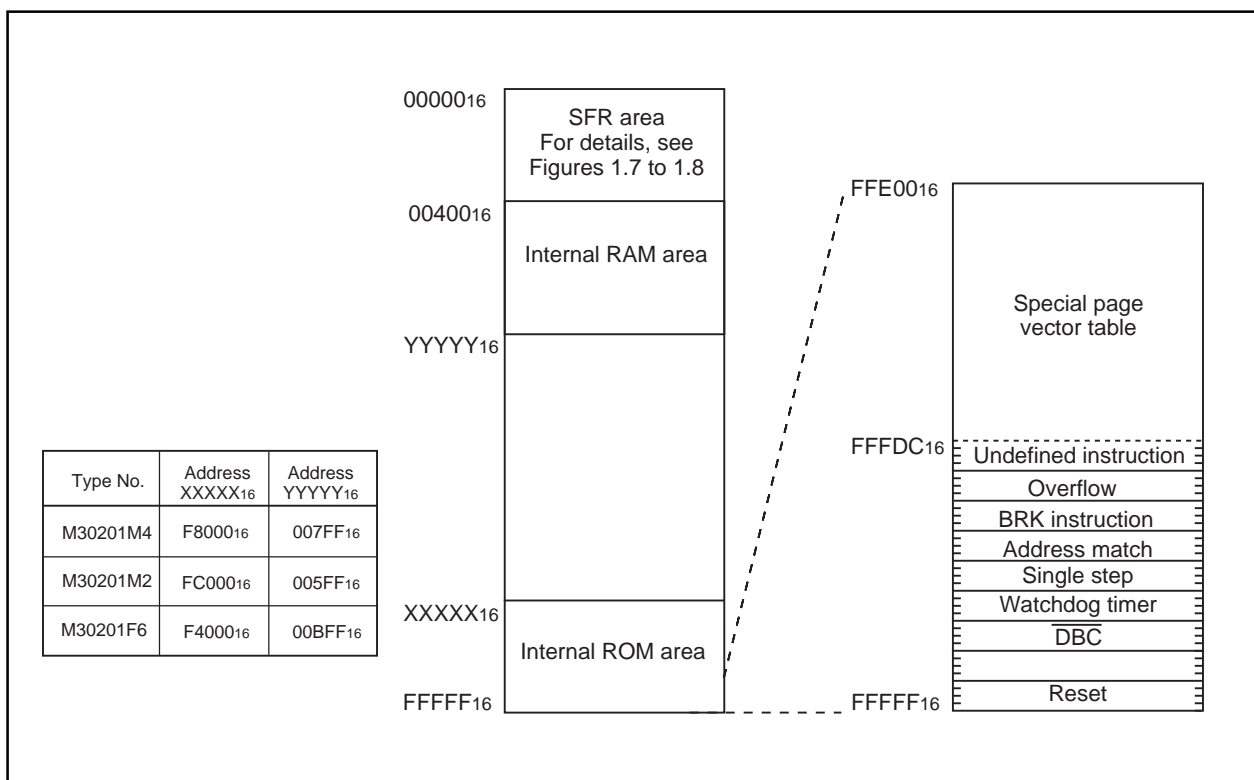 0000016
SFR area
For details, see
Figures 1.7 to 1.8
0040016
Internal RAM area
YYYYY16
XXXXX16
Internal ROM area
FFFFF16
FFE0016
Special page
vector table
FFFDC16
Undefined instruction
Overflow
BRK instruction
Address match
Single step
Watchdog timer
DBC
Reset
FFFFF16
Type No. Address XXXXX16 Address YYYYY16
M30201M4 F800016 007FF16
M30201M2 FC00016 005FF16
M30201F6 F400016 00BFF16